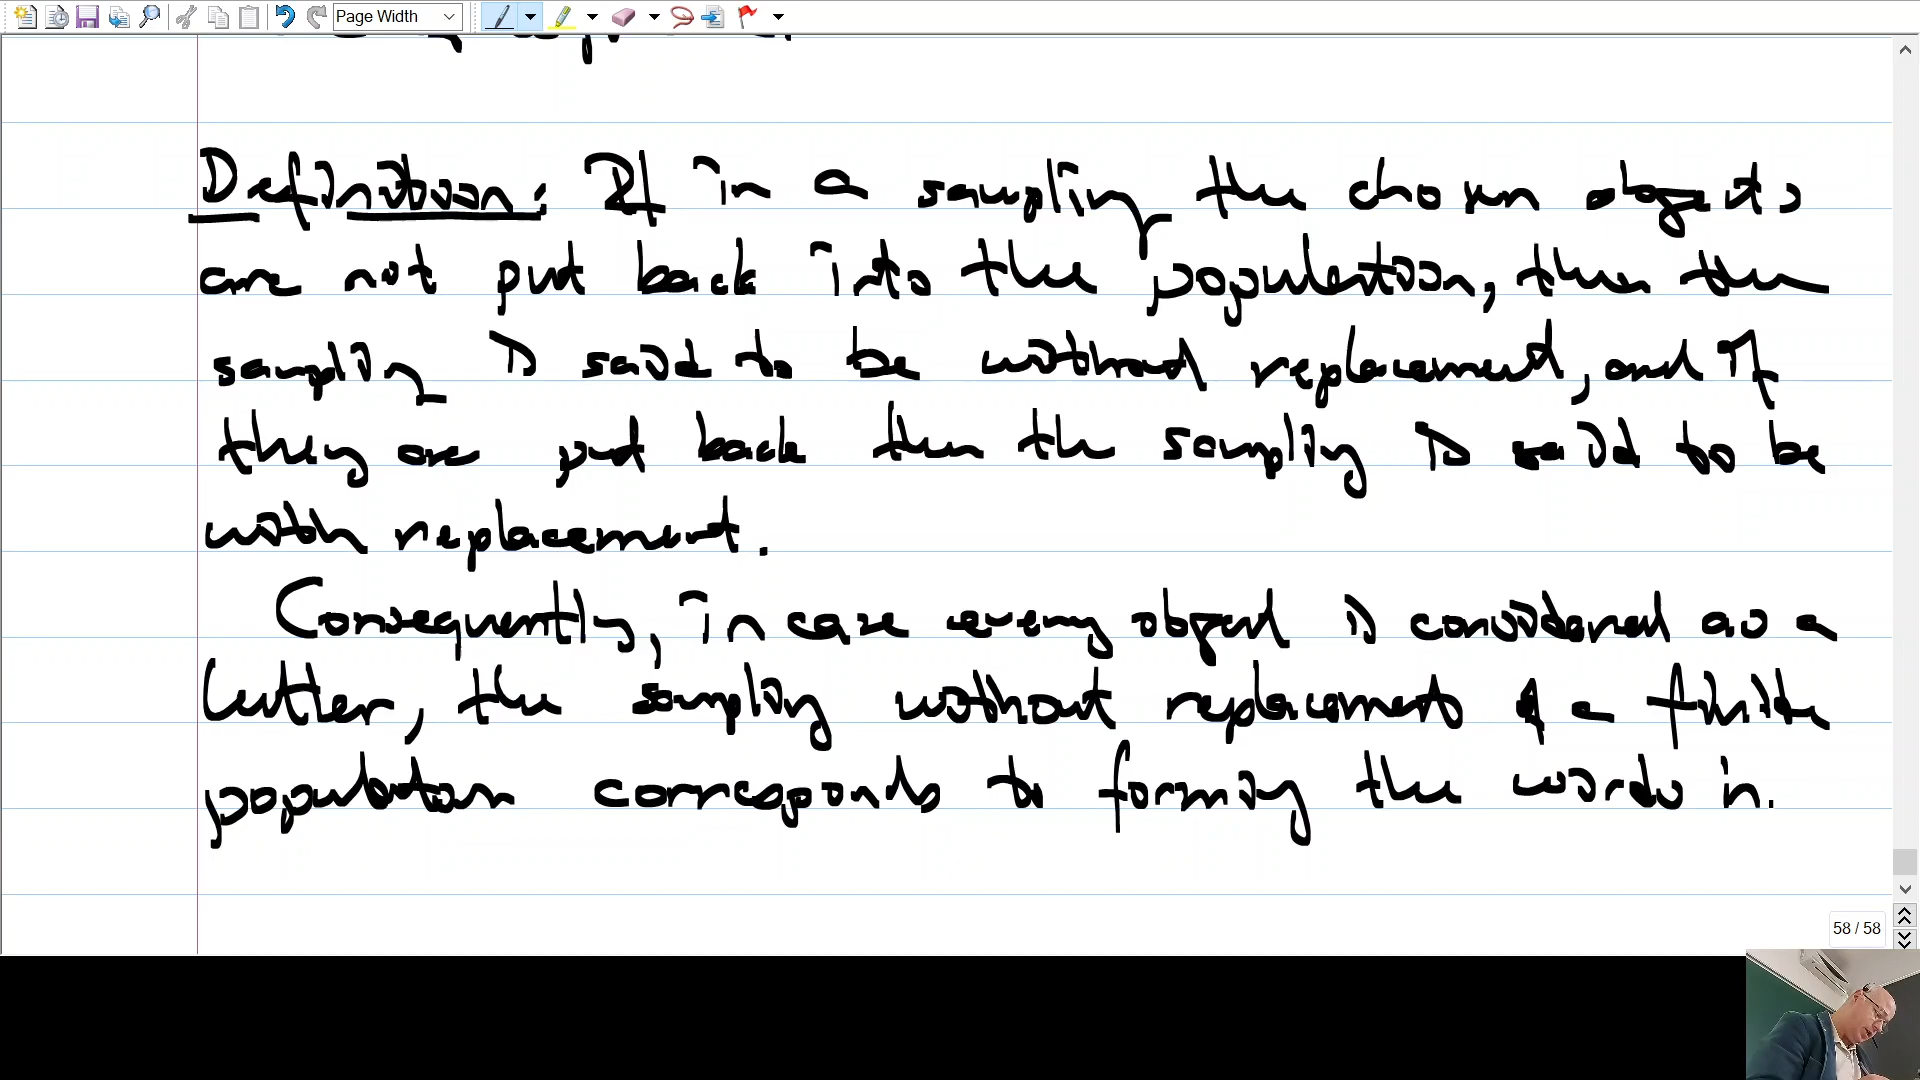 Page Width
Definition: If in a sampling the chosen objects
are not put back into the population, then the
sampling is said to be without replacement, and if
they are put back then the sampling is said to be
with replacement.
Consequently, in case every object is considered as a
letter, the sampling without replacement of a finite
population corresponds to forming the words in
58 / 58